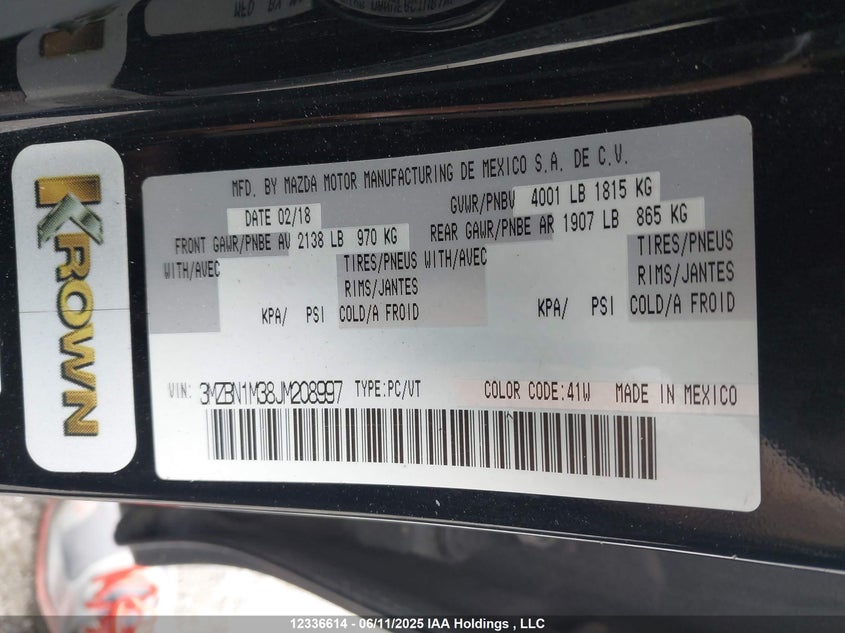 KROWN
MFD. BY MAZDA MOTOR MANUFACTURING DE MEXICO S.A. DE C.V.
DATE 02/18
GVWR/PNBV 4001 LB 1815 KG
FRONT GAWR/PNBE AV 2138 LB 970 KG
REAR GAWR/PNBE AR 1907 LB 865 KG
WITH/AVEC
TIRES/PNEUS
RIMS/JANTES
KPA/ PSI COLD/A FROID
WITH/AVEC
TIRES/PNEUS
RIMS/JANTES
KPA/ PSI COLD/A FROID
VIN: 3MZBN1M38JM208997 TYPE:PC/VT COLOR CODE:41W MADE IN MEXICO
12336614 - 06/11/2025 IAA Holdings , LLC